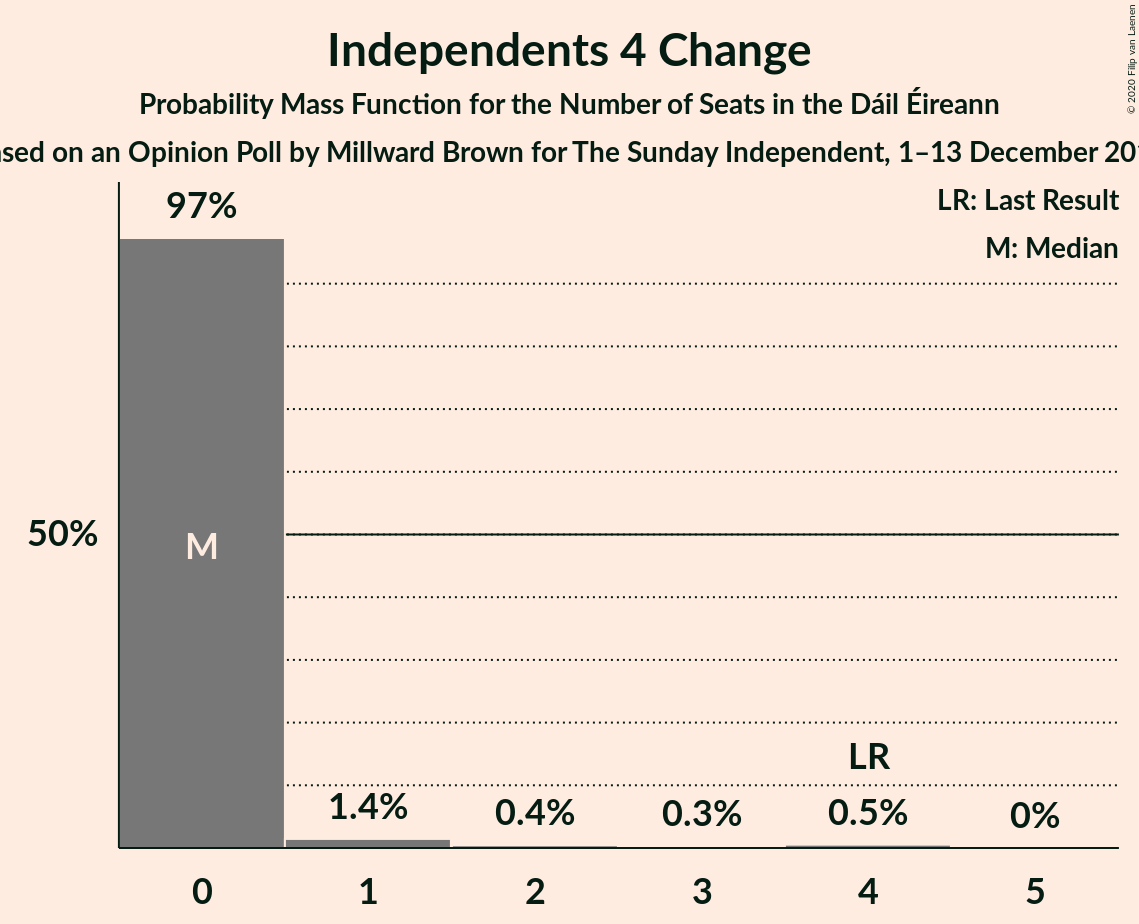 Independents 4 Change
Probability Mass Function for the Number of Seats in the Dáil Éireann
on an Opinion Poll by Millward Brown for The Sunday Independent, 1–13 December
© 2020 Filip van Laenen
LR: Last Result
M: Median
97%
50%
M
LR
1.4%
0.4%
0.3%
0.5%
0%
0
1
2
3
4
5